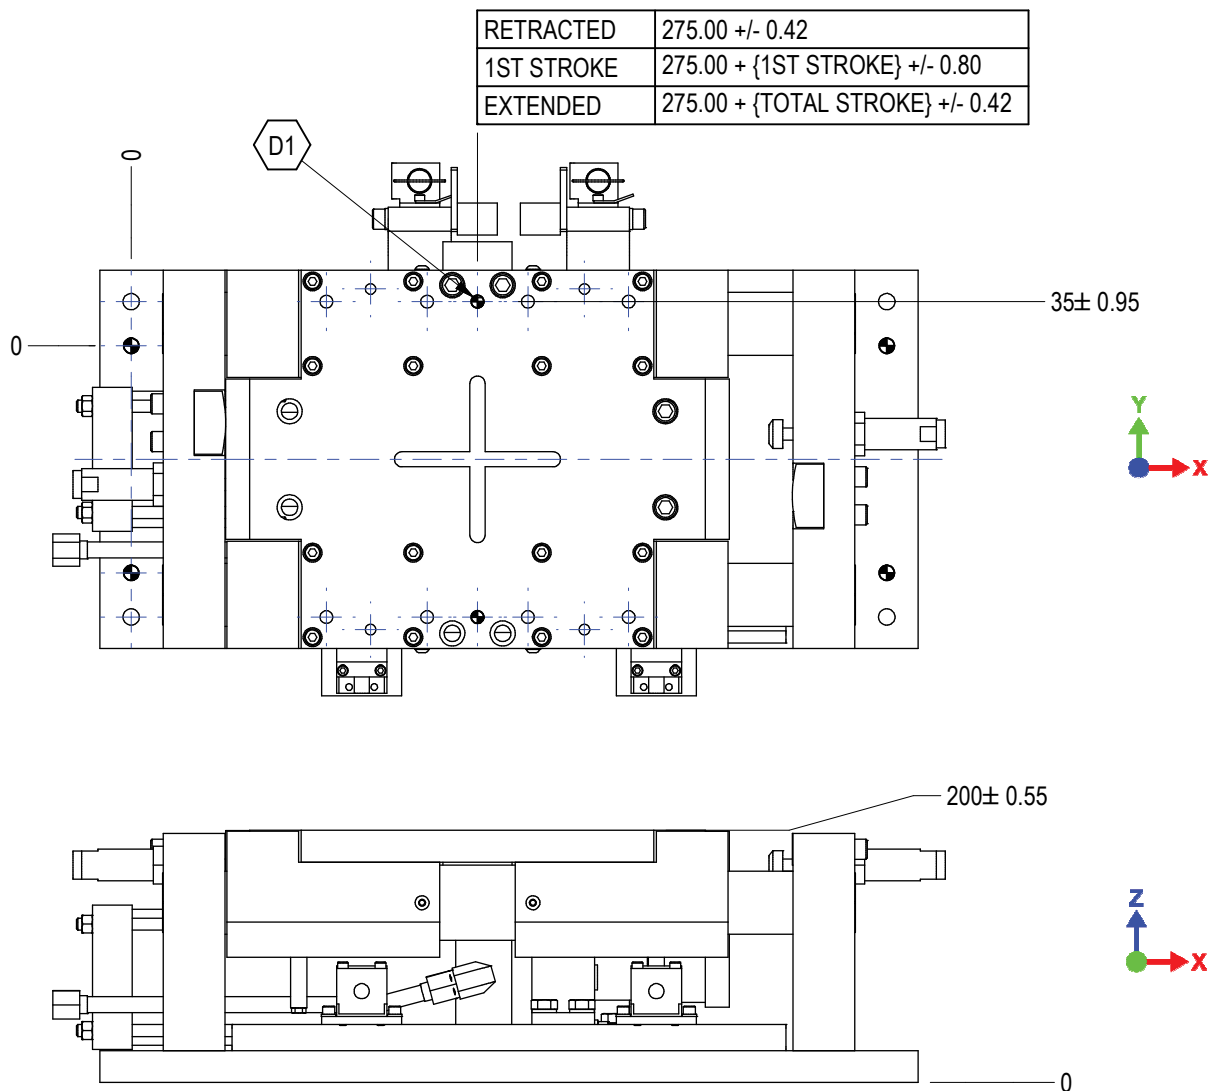 RETRACTED 275.00 +/- 0.42
1ST STROKE 275.00 + {1ST STROKE} +/- 0.80
EXTENDED 275.00 + {TOTAL STROKE} +/- 0.42
D1
0
35± 0.95
0
Y
X
200± 0.55
Z
X
0